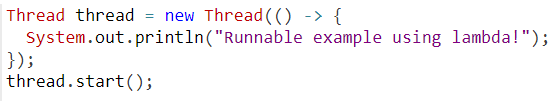 Thread thread = new Thread(() -> {
  System.out.println("Runnable example using lambda!");
});
thread.start();